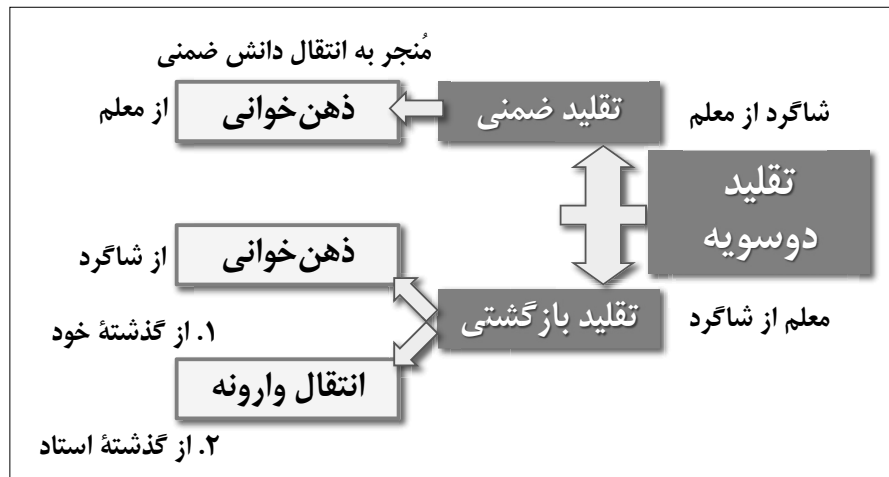 مُنجر به انتقال دانش ضمنی
شاگرد از معلم
تقلید ضمنی
ذهن‌خوانی
از معلم
تقلید
دوسویه
ذهن‌خوانی
از شاگرد
معلم از شاگرد
تقلید بازگشتی
۱. از گذشتهٔ خود
انتقال وارونه
۲. از گذشتهٔ استاد